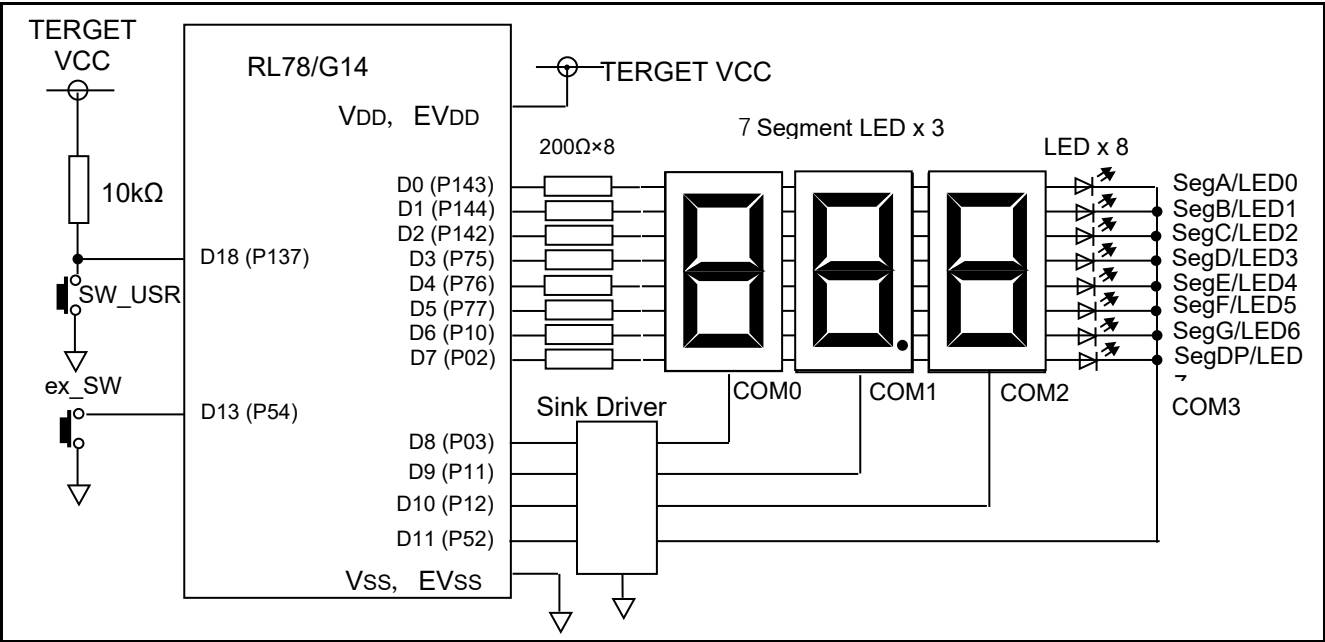 TERGET
VCC
RL78/G14
TERGET VCC
VDD, EVDD
7 Segment LED x 3
200Ω×8
LED x 8
10kΩ
D0 (P143)
SegA/LED0
D1 (P144)
SegB/LED1
D2 (P142)
SegC/LED2
D18 (P137)
D3 (P75)
SegD/LED3
D4 (P76)
SegE/LED4
SW_USR
D5 (P77)
SegF/LED5
D6 (P10)
SegG/LED6
D7 (P02)
SegDP/LED
ex_SW
COM0
COM1
COM2
COM3
D13 (P54)
Sink Driver
D8 (P03)
D9 (P11)
D10 (P12)
D11 (P52)
Vss, EVss